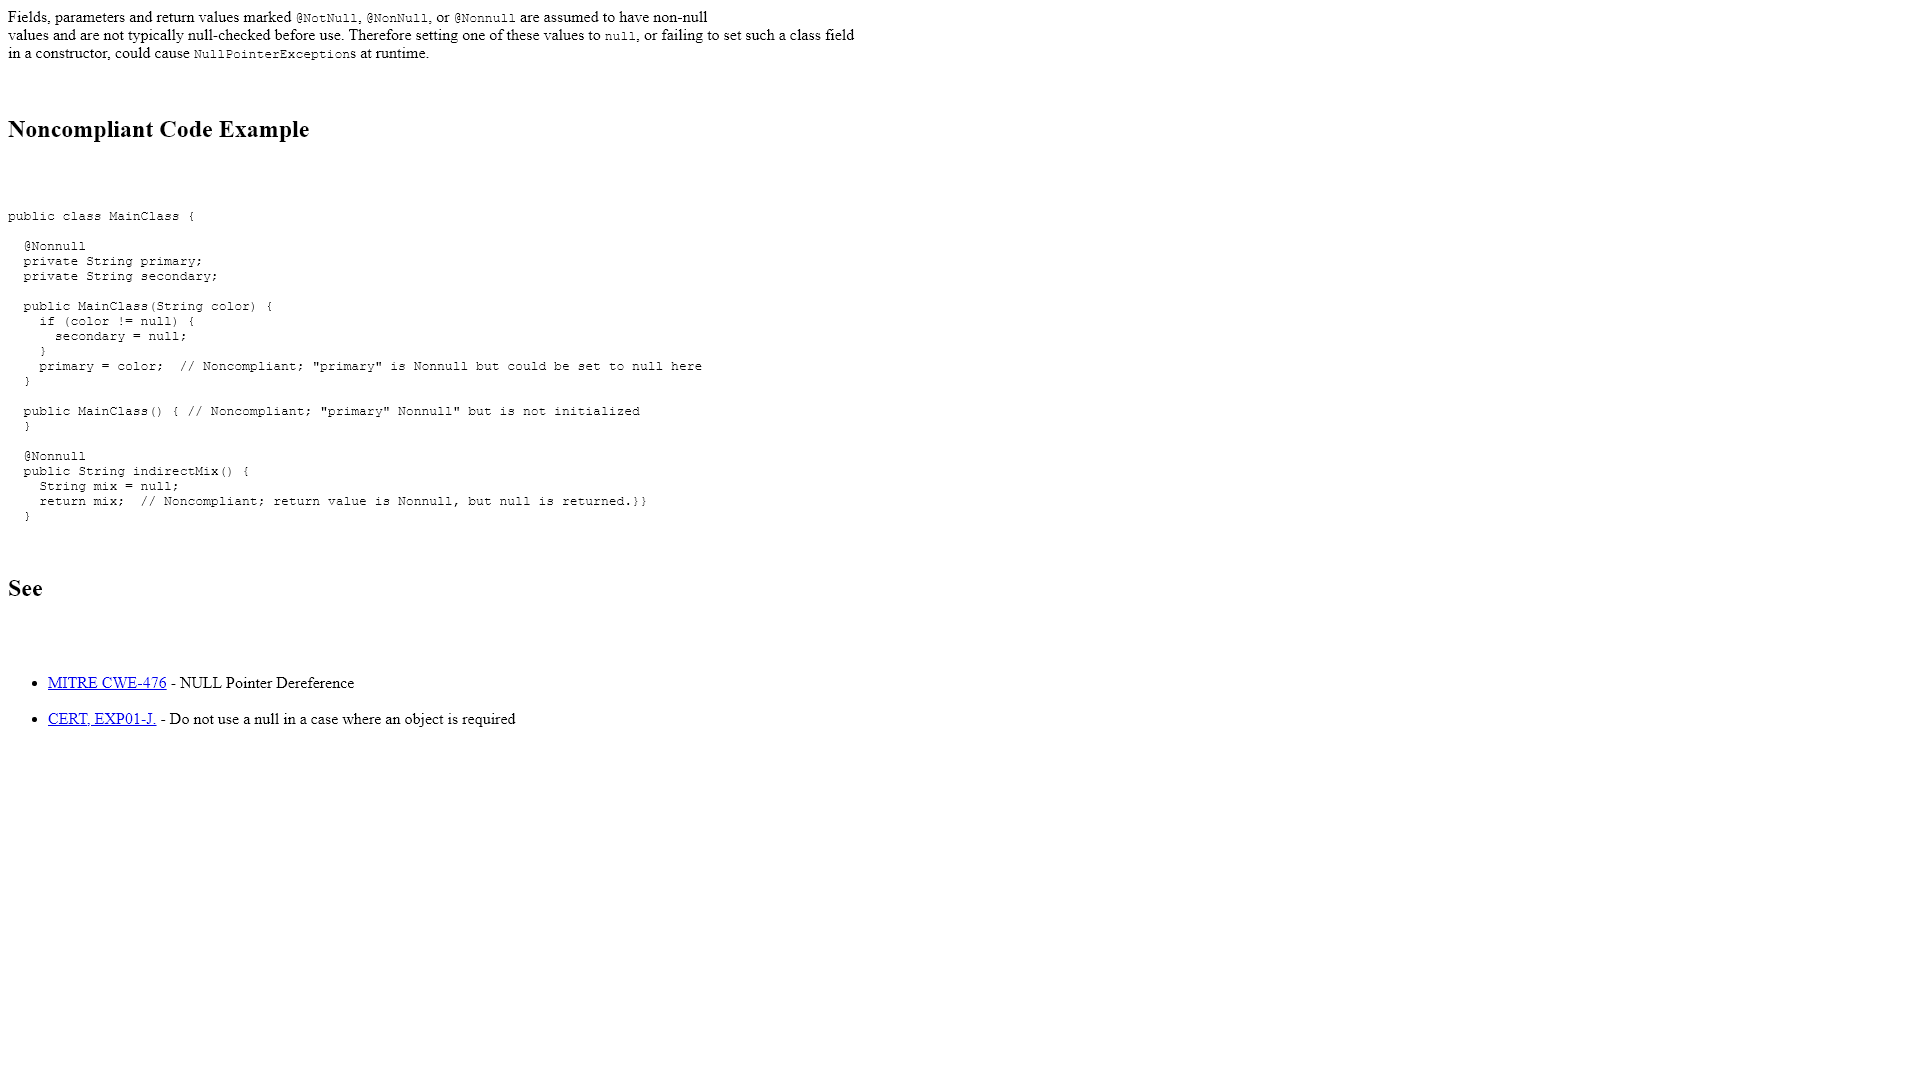 Fields, parameters and return values marked @NotNull, @NonNull, or @Nonnull are assumed to have non-null
values and are not typically null-checked before use. Therefore setting one of these values to null, or failing to set such a class field
in a constructor, could cause NullPointerExceptions at runtime.
Noncompliant Code Example
public class MainClass {
  @Nonnull
  private String primary;
  private String secondary;
  public MainClass(String color) {
    if (color != null) {
      secondary = null;
    }
    primary = color;  // Noncompliant; "primary" is Nonnull but could be set to null here
  }
  public MainClass() { // Noncompliant; "primary" Nonnull" but is not initialized
  }
  @Nonnull
  public String indirectMix() {
    String mix = null;
    return mix;  // Noncompliant; return value is Nonnull, but null is returned.}}
  }
See
• MITRE CWE-476 - NULL Pointer Dereference
• CERT, EXP01-J. - Do not use a null in a case where an object is required